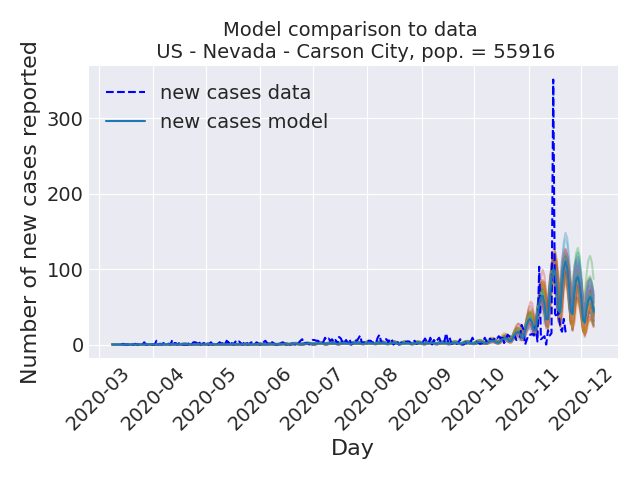 Model comparison to data
US - Nevada - Carson City, pop. = 55916
Number of new cases reported
300
200
100
0
new cases data
new cases model
2020-03
2020-04
2020-05
2020-06
2020-07
2020-08
2020-09
2020-10
2020-11
2020-12
Day